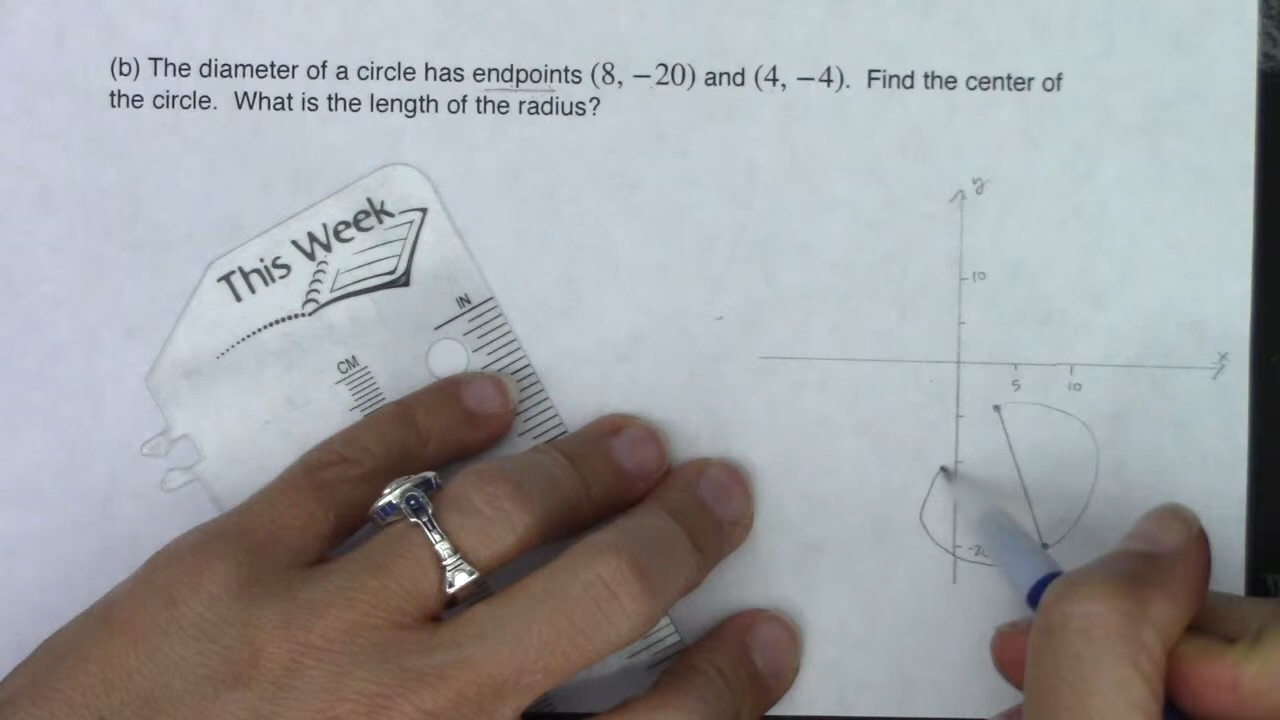 (b) The diameter of a circle has endpoints (8, −20) and (4, −4). Find the center of
the circle. What is the length of the radius?
This Week
IN
CM
y
10
x
5 10